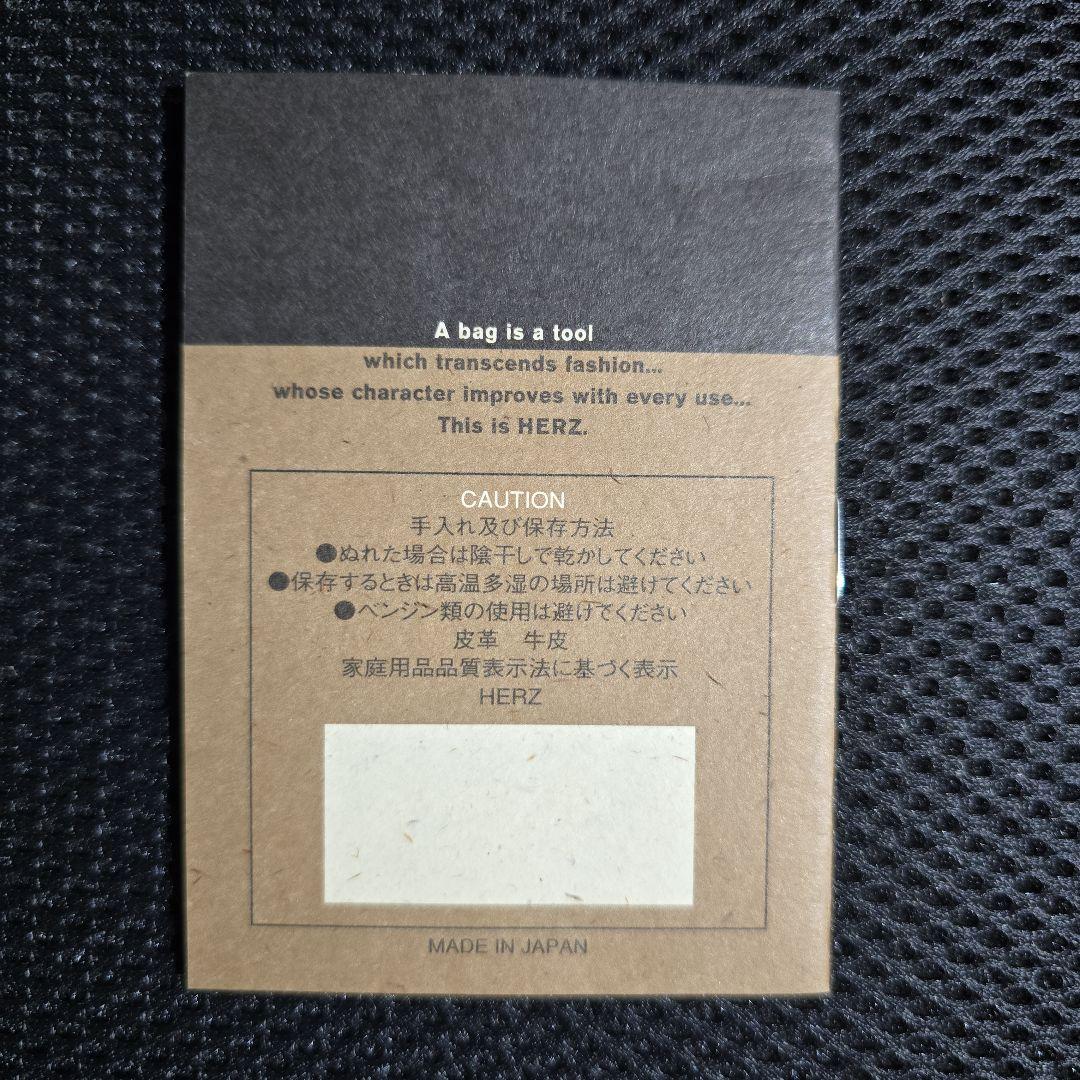 A bag is a tool
which transcends fashion...
whose character improves with every use...
This is HERZ.
CAUTION
手入れ及び保存方法
●ぬれた場合は陰干しで乾かしてください
●保存するときは高温多湿の場所は避けてください
●ベンジン類の使用は避けてください
皮革　牛皮
家庭用品品質表示法に基づく表示
HERZ
MADE IN JAPAN